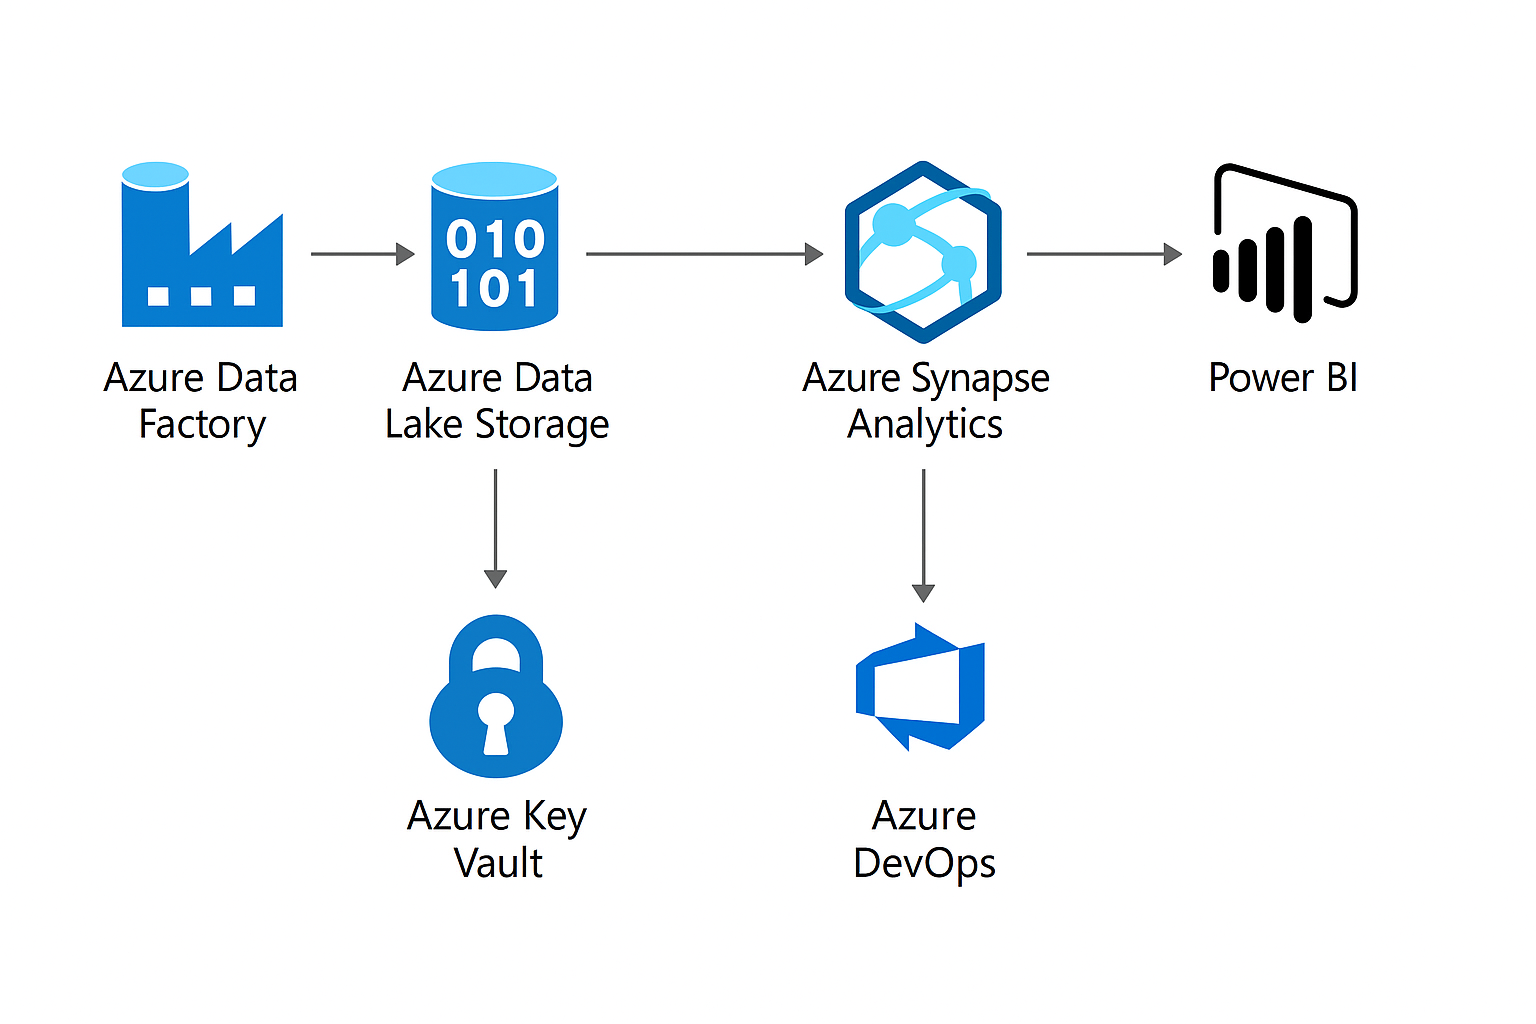 010
101
Azure Data
Factory
Azure Data
Lake Storage
Azure Synapse
Analytics
Power BI
Azure Key
Vault
Azure
DevOps